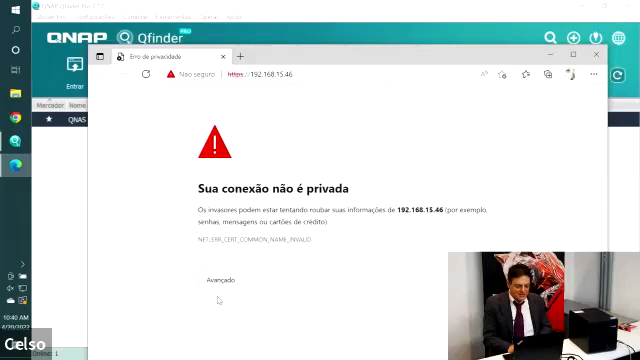 QNAP Qfinder PRO
Erro de privacidade
Entrar
Não seguro
https://192.168.15.46
Marcador Nome
QNAS
Sua conexão não é privada
Os invasores podem estar tentando roubar suas informações de 192.168.15.46 (por exemplo,
senhas, mensagens ou cartões de crédito).
NET::ERR_CERT_COMMON_NAME_INVALID
Avançado
10:40 AM
Celso
Online: 1